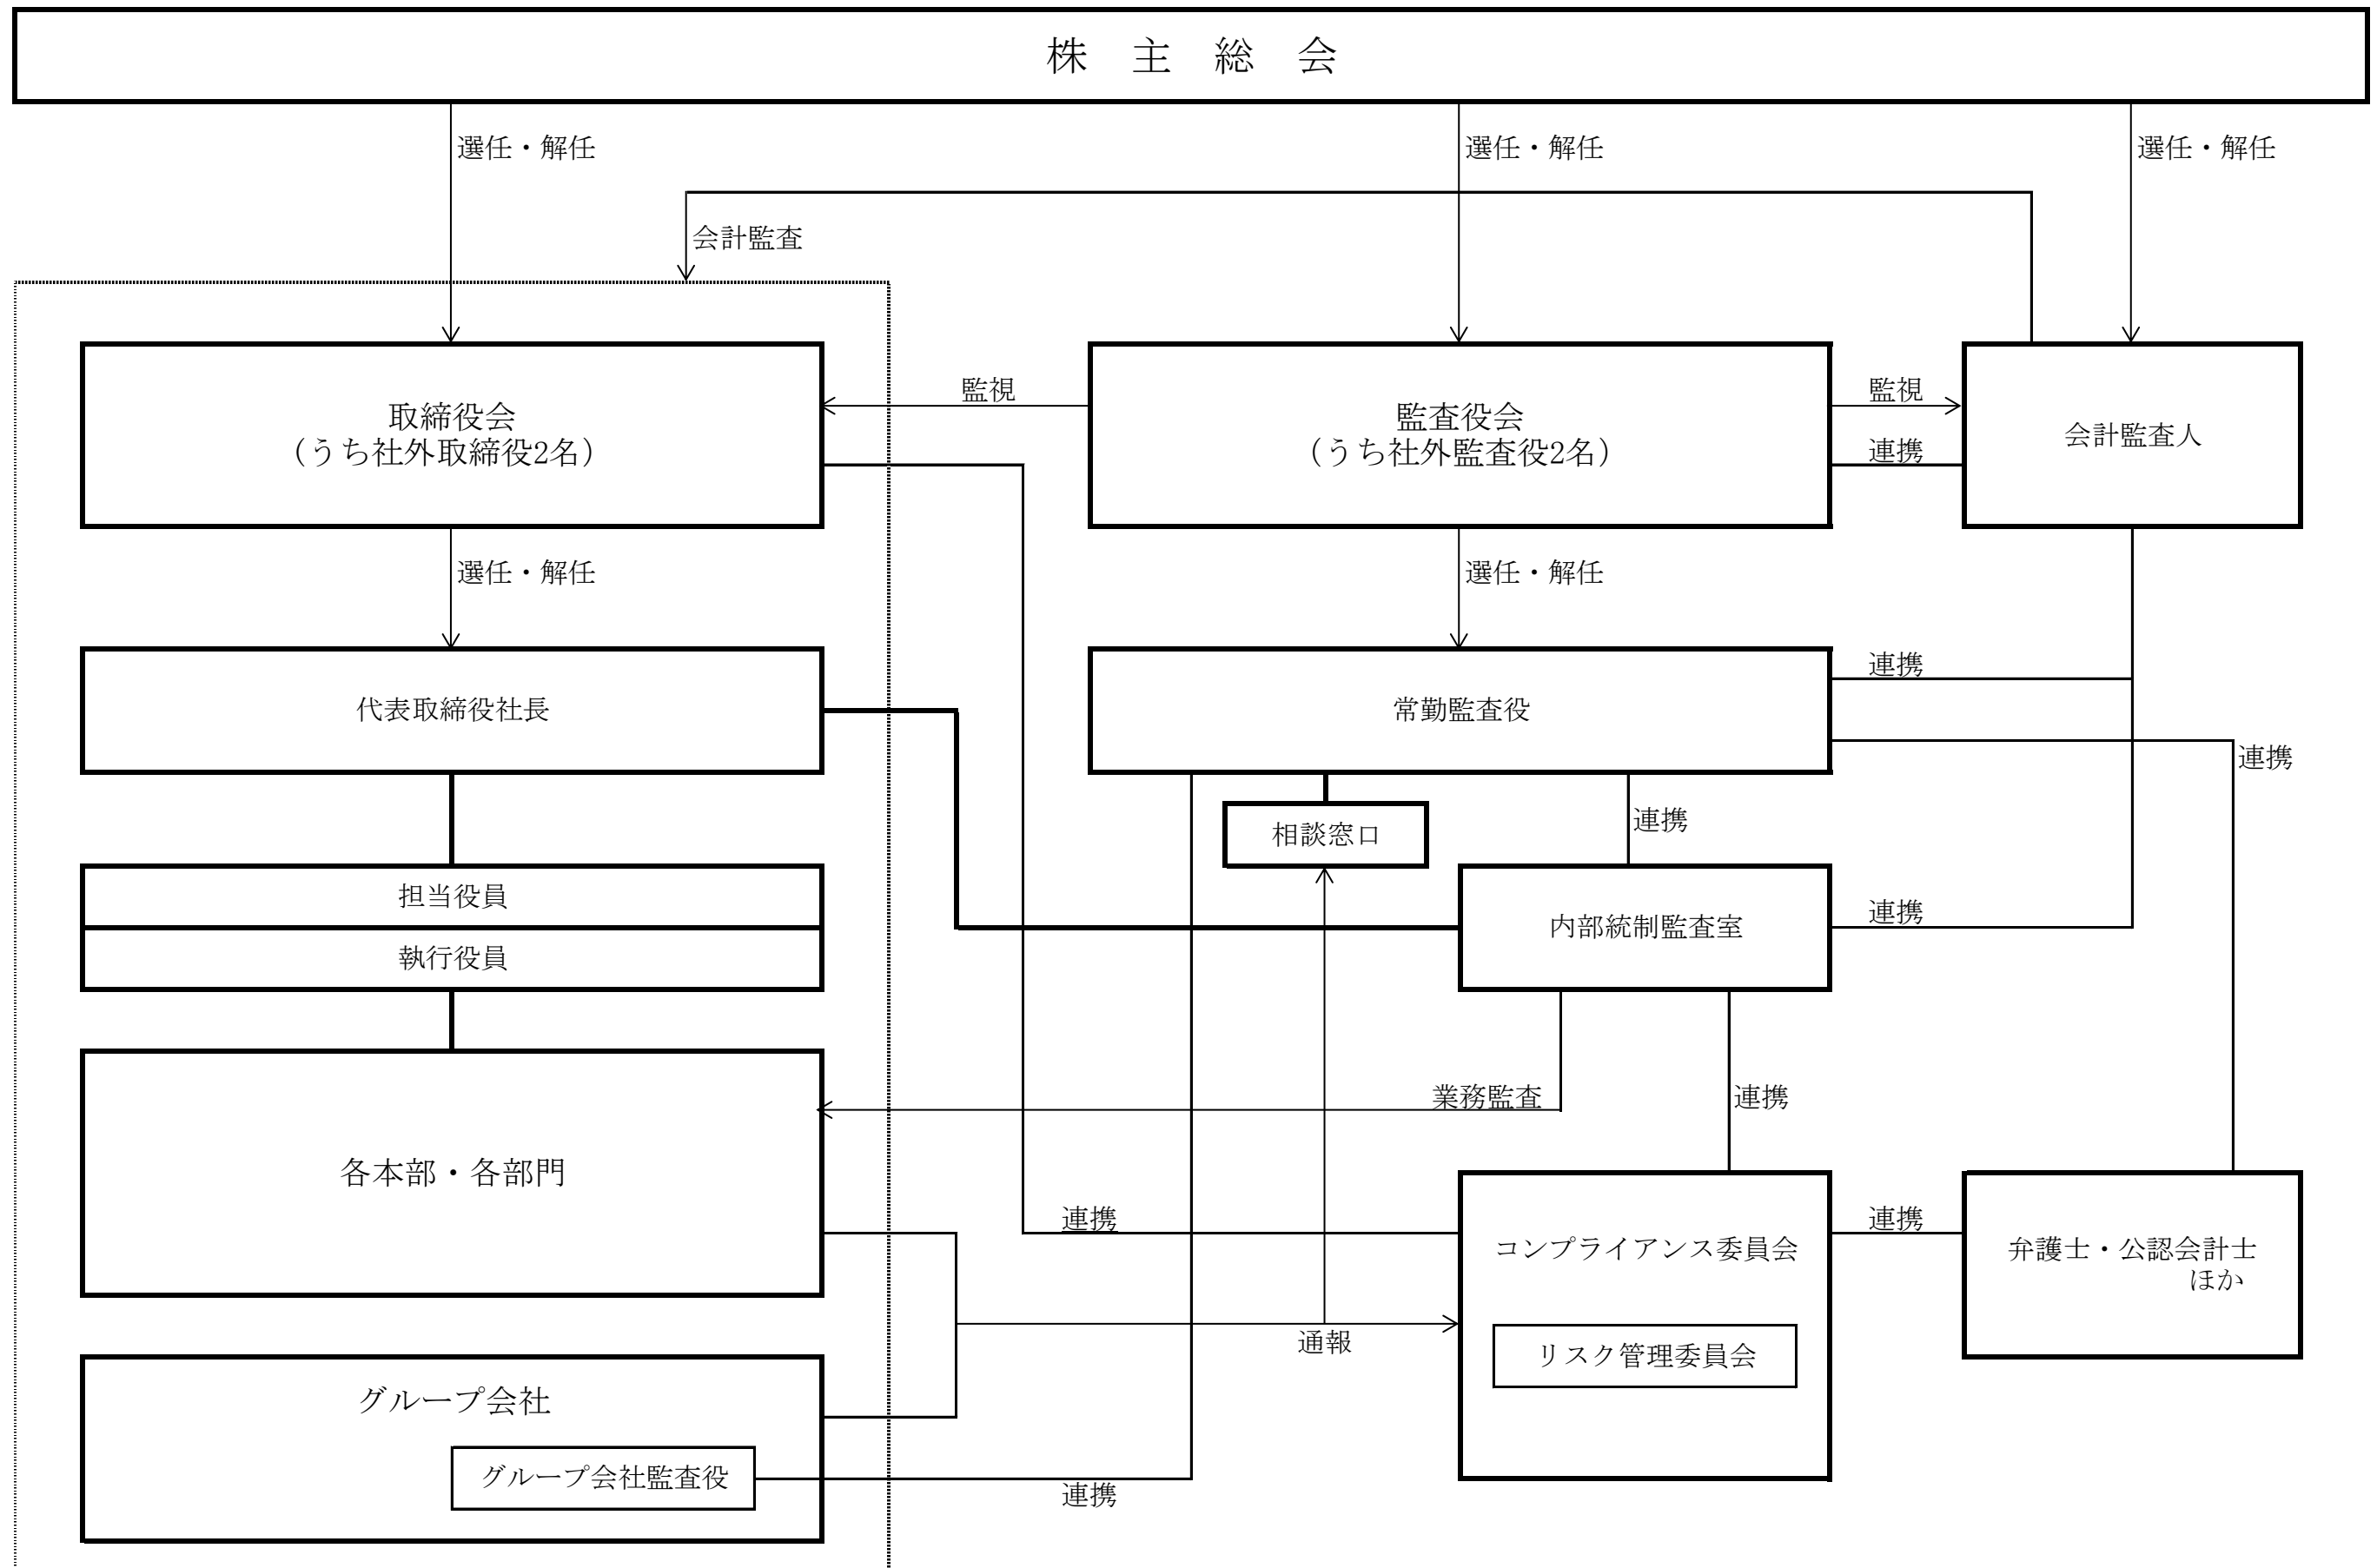 株主総会
選任・解任
選任・解任
選任・解任
会計監査
取締役会
（うち社外取締役2名）
監視
監査役会
（うち社外監査役2名）
監視
連携
会計監査人
選任・解任
選任・解任
代表取締役社長
常勤監査役
連携
連携
相談窓口
連携
担当役員
執行役員
内部統制監査室
連携
業務監査
連携
各本部・各部門
連携
コンプライアンス委員会
連携
弁護士・公認会計士
ほか
通報
リスク管理委員会
グループ会社
グループ会社監査役
連携